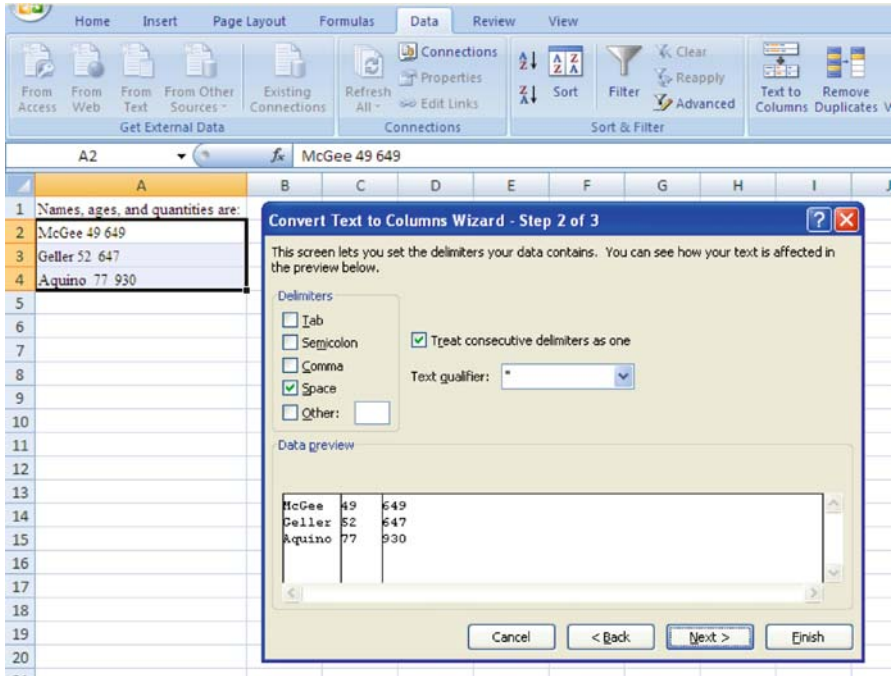 Home Insert Page Layout Formulas Data Review View
From Access
From Web
From Text
From Other Sources
Existing Connections
Get External Data
Refresh All
Connections
Properties
Edit Links
Connections
Sort
Filter
Clear
Reapply
Advanced
Sort & Filter
Text to Columns
Remove Duplicates
A2 fx McGee 49 649
A B C D E F G H I J
1 Names, ages, and quantities are:
2 McGee 49 649
3 Geller 52 647
4 Aquino 77 930
5
6
7
8
9
10
11
12
13
14
15
16
17
18
19
20
Convert Text to Columns Wizard - Step 2 of 3
This screen lets you set the delimiters your data contains. You can see how your text is affected in
the preview below.
Delimiters
Tab
Semicolon
Comma
Space
Other:
Treat consecutive delimiters as one
Text qualifier: "
Data preview
McGee 49 649
Geller 52 647
Aquino 77 930
Cancel < Back Next > Finish